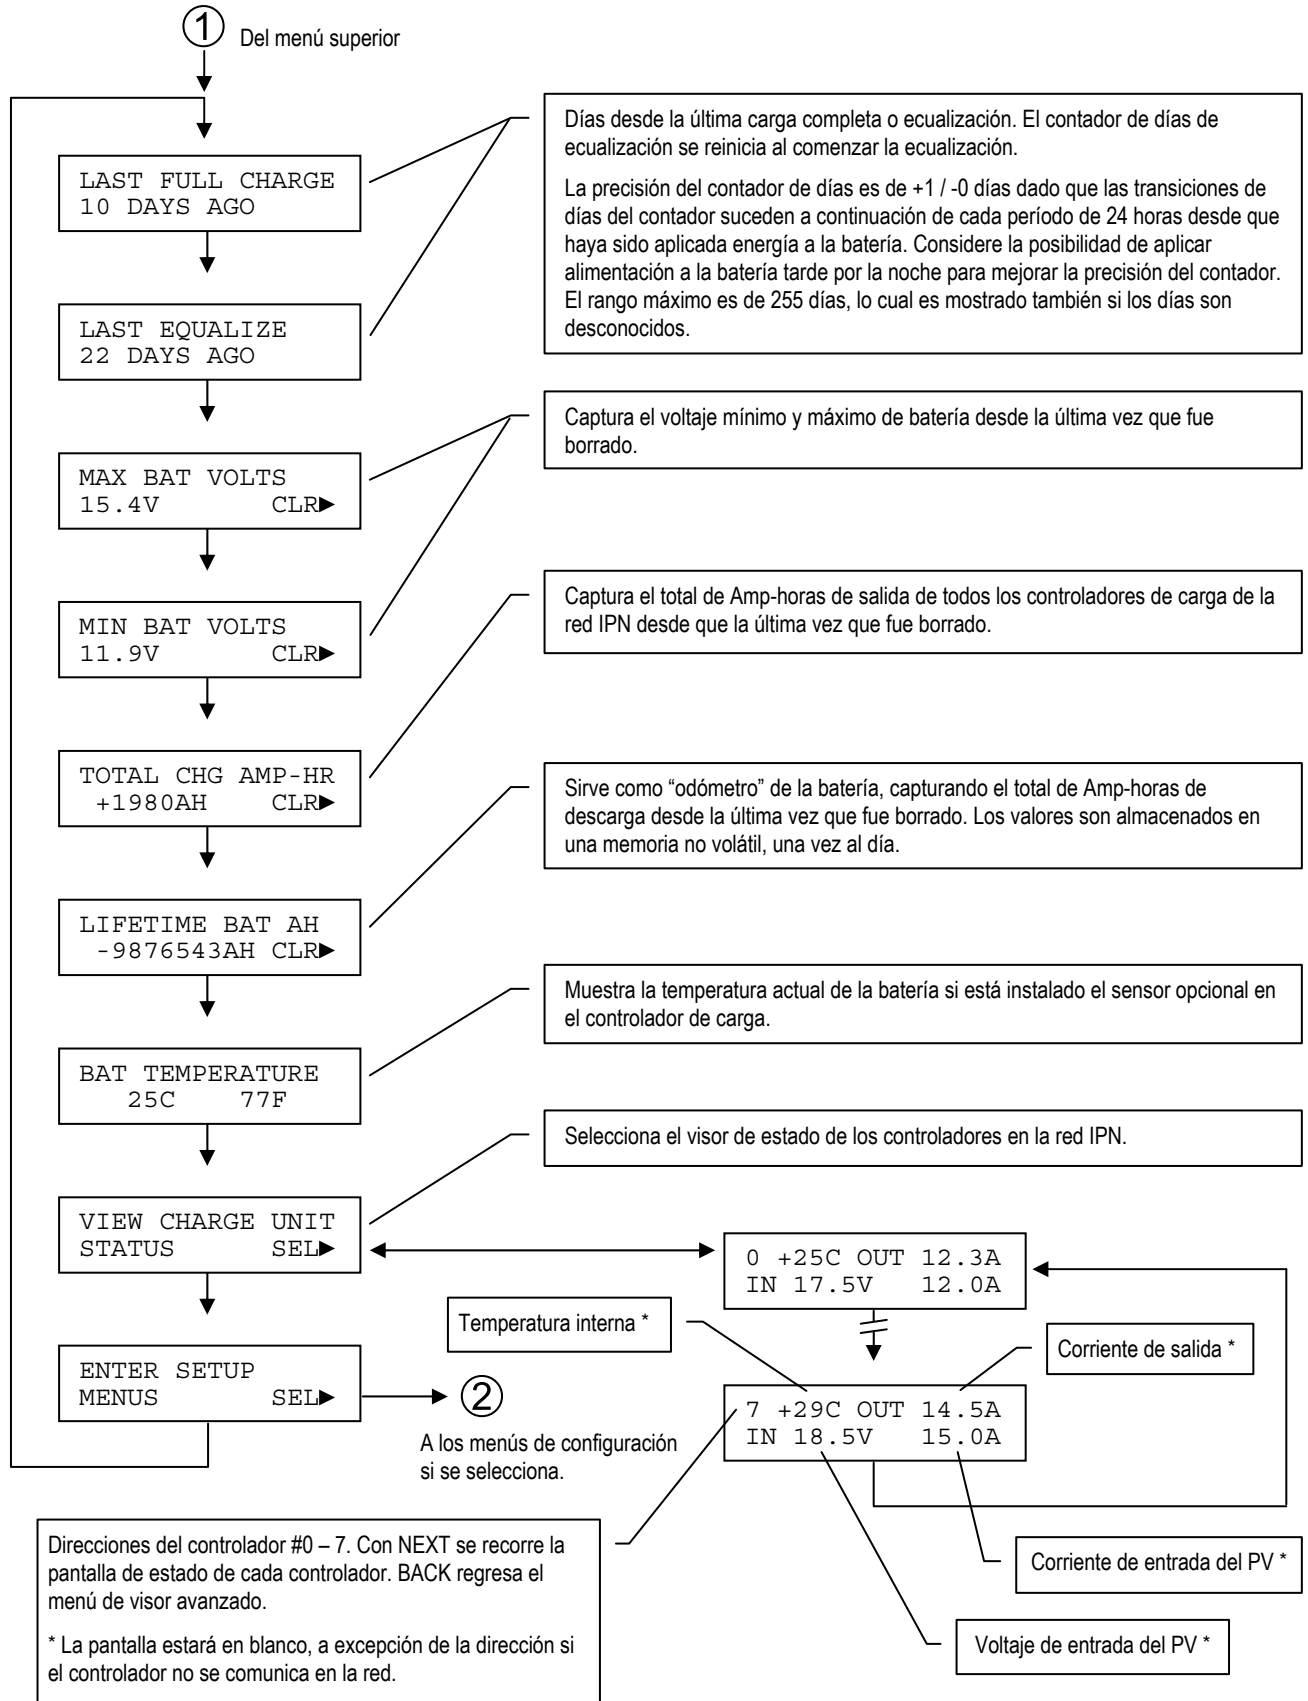 1
Del menú superior
LAST FULL CHARGE
10 DAYS AGO
Días desde la última carga completa o ecualización. El contador de días de
ecualización se reinicia al comenzar la ecualización.
La precisión del contador de días es de +1 / -0 días dado que las transiciones de
días del contador suceden a continuación de cada período de 24 horas desde que
haya sido aplicada energía a la batería. Considere la posibilidad de aplicar
alimentación a la batería tarde por la noche para mejorar la precisión del contador.
El rango máximo es de 255 días, lo cual es mostrado también si los días son
desconocidos.
LAST EQUALIZE
22 DAYS AGO
MAX BAT VOLTS
15.4V CLR►
Captura el voltaje mínimo y máximo de batería desde la última vez que fue
borrado.
MIN BAT VOLTS
11.9V CLR►
TOTAL CHG AMP-HR
+1980AH CLR►
Captura el total de Amp-horas de salida de todos los controladores de carga de la
red IPN desde que la última vez que fue borrado.
LIFETIME BAT AH
-9876543AH CLR►
Sirve como “odómetro” de la batería, capturando el total de Amp-horas de
descarga desde la última vez que fue borrado. Los valores son almacenados en
una memoria no volátil, una vez al día.
BAT TEMPERATURE
25C 77F
Muestra la temperatura actual de la batería si está instalado el sensor opcional en
el controlador de carga.
VIEW CHARGE UNIT
STATUS SEL►
Selecciona el visor de estado de los controladores en la red IPN.
0 +25C OUT 12.3A
IN 17.5V 12.0A
Temperatura interna *
Corriente de salida *
ENTER SETUP
MENUS SEL►
2
A los menús de configuración
si se selecciona.
7 +29C OUT 14.5A
IN 18.5V 15.0A
Direcciones del controlador #0 – 7. Con NEXT se recorre la
pantalla de estado de cada controlador. BACK regresa el
menú de visor avanzado.
* La pantalla estará en blanco, a excepción de la dirección si
el controlador no se comunica en la red.
Corriente de entrada del PV *
Voltaje de entrada del PV *